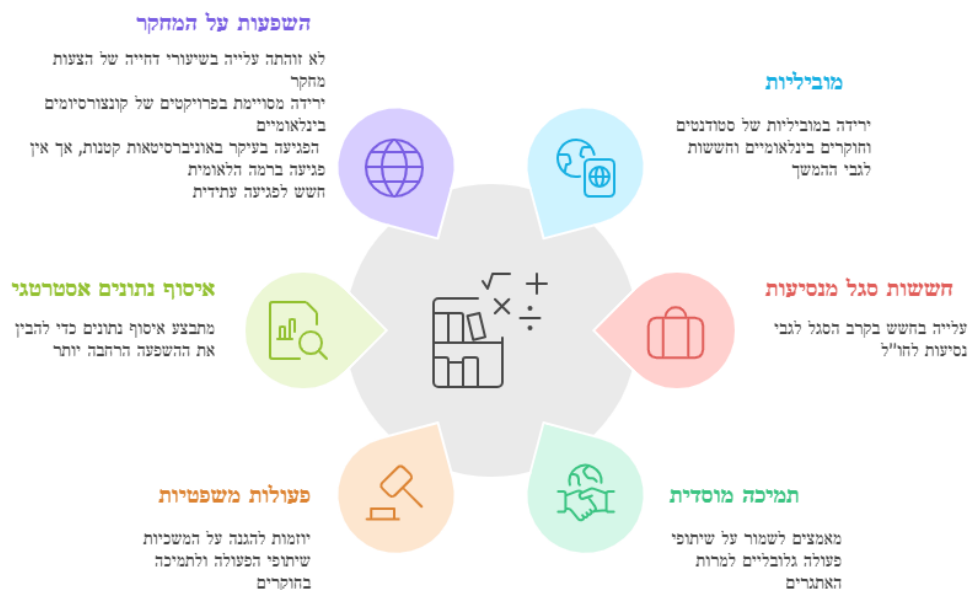 השפעות על המחקר
לא זוהתה עלייה בשיעורי דחייה של הצעות
מחקר
ירידה מסויימת בפרויקטים של קונצורסיומים
בינלאומיים
הפגיעה בעיקר באוניברסיטאות קטנות, אך אין
פגיעה ברמה הלאומית
חשש לפגיעה עתידית
מוביליות
ירידה במוביליות של סטודנטים
וחוקרים בינלאומיים וחששות
לגבי ההמשך
איסוף נתונים אסטרטגי
מתבצע איסוף נתונים כדי להבין
את ההשפעה הרחבה יותר
חששות סגל מנסיעות
עלייה בחשש בקרב הסגל לגבי
נסיעות לחו"ל
פעולות משפטיות
יוזמות להגנה על המשכיות
שיתופי הפעולה ולתמיכה
בחוקרים
תמיכה מוסדית
מאמצים לשמור על שיתופי
פעולה גלובליים למרות
האתגרים